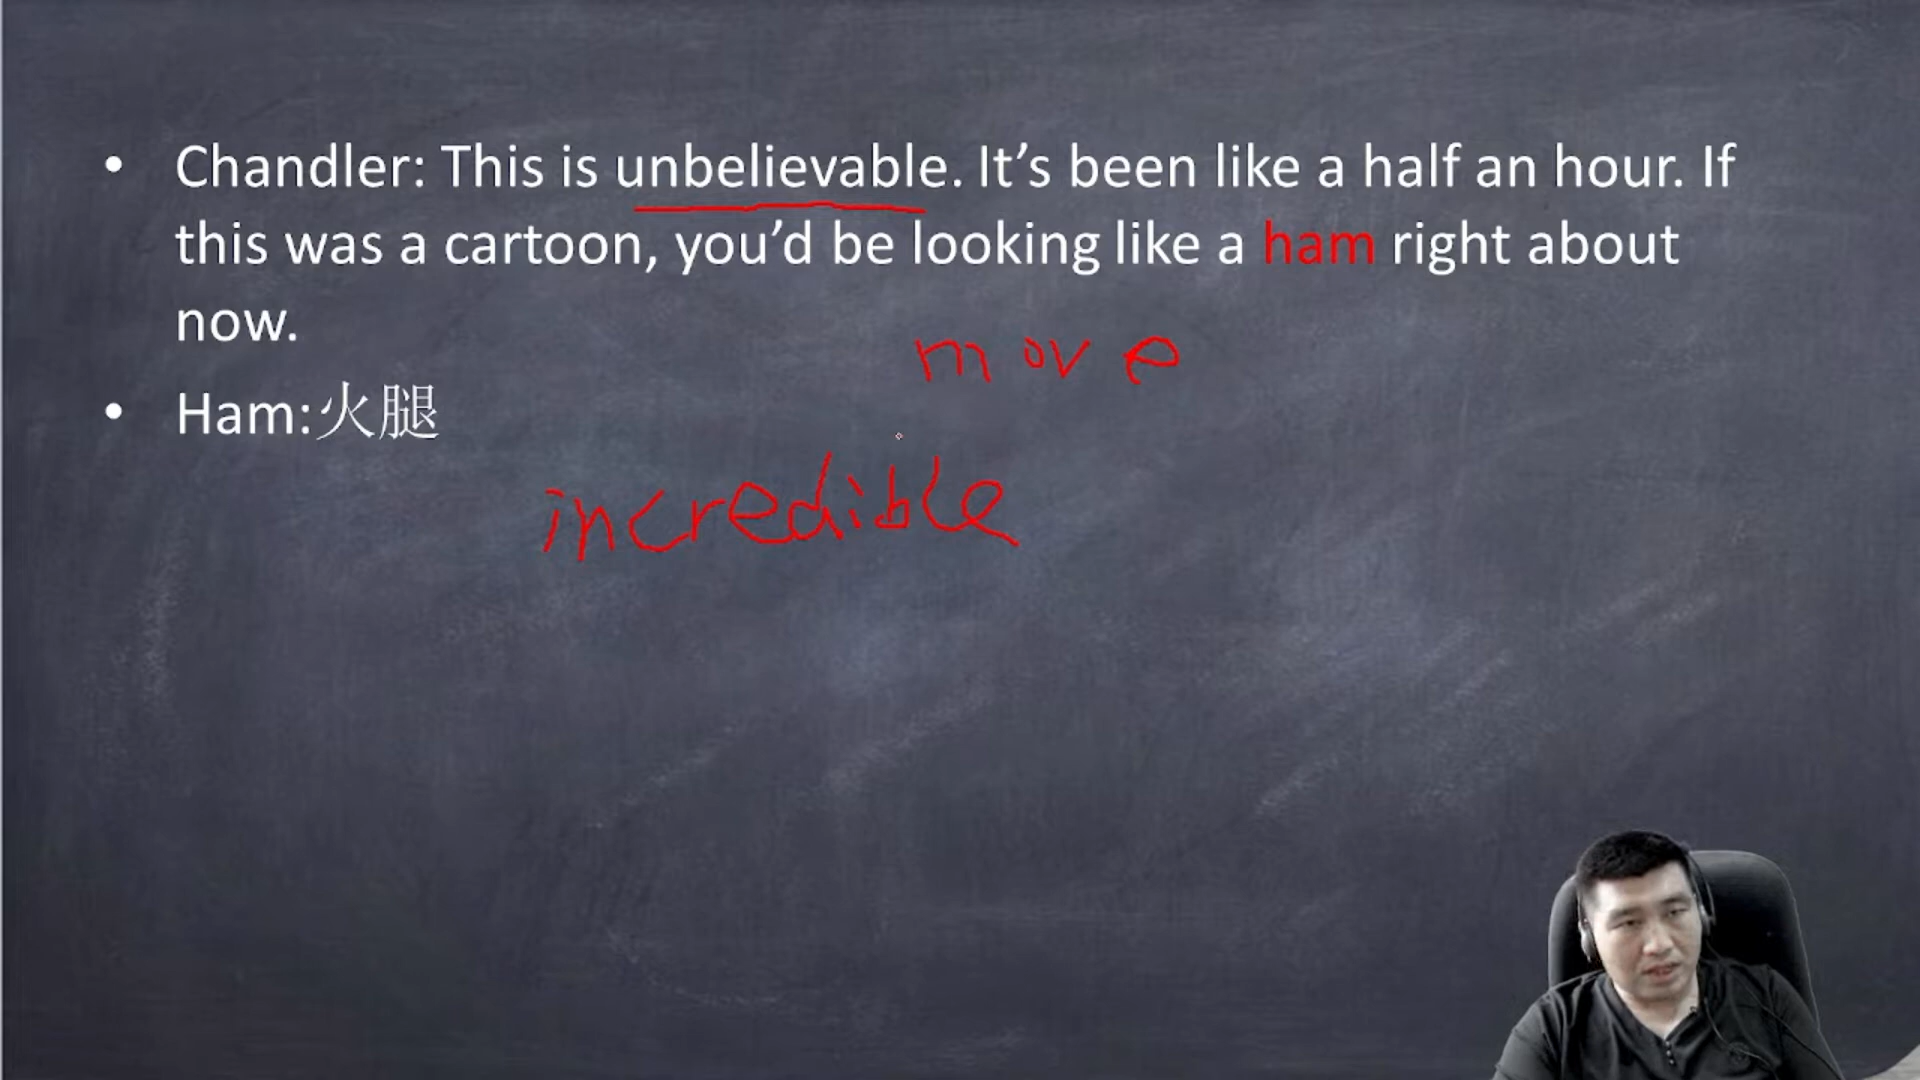 • Chandler: This is unbelievable. It’s been like a half an hour. If
this was a cartoon, you’d be looking like a ham right about
now.
move
• Ham:火腿
incredible